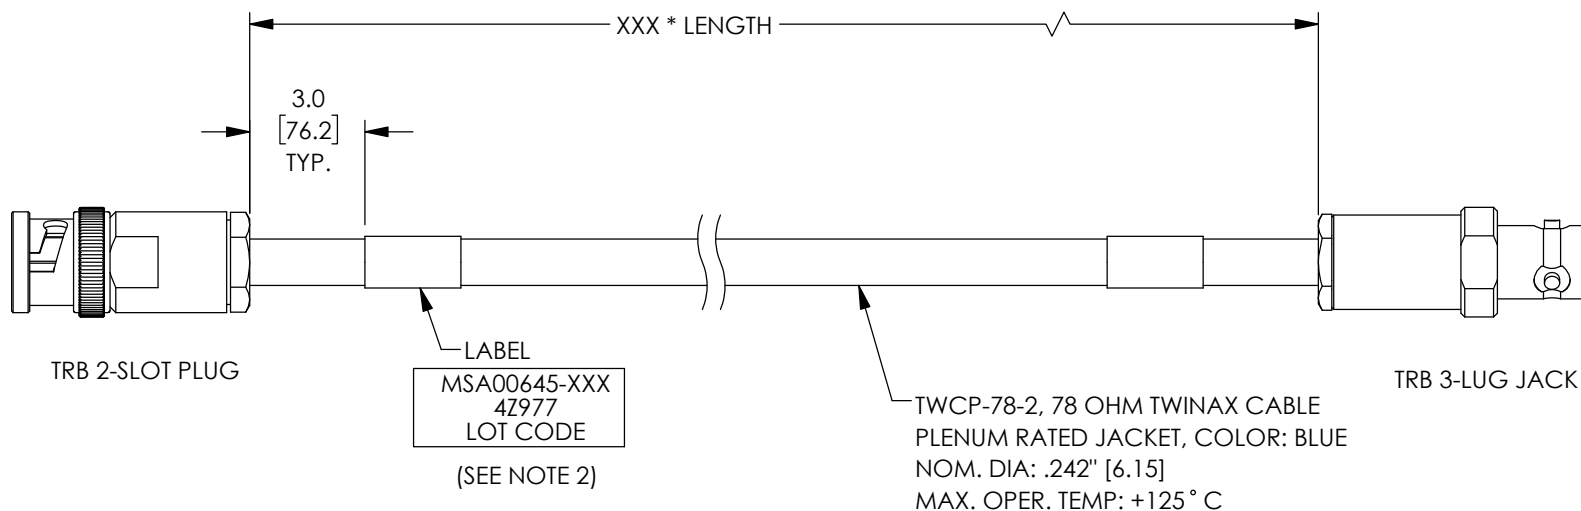 XXX * LENGTH
3.0
[76.2]
TYP.
TRB 2-SLOT PLUG
LABEL
MSA00645-XXX
4Z977
LOT CODE
(SEE NOTE 2)
TWCP-78-2, 78 OHM TWINAX CABLE
PLENUM RATED JACKET, COLOR: BLUE
NOM. DIA: .242" [6.15]
MAX. OPER. TEMP: +125° C
TRB 3-LUG JACK